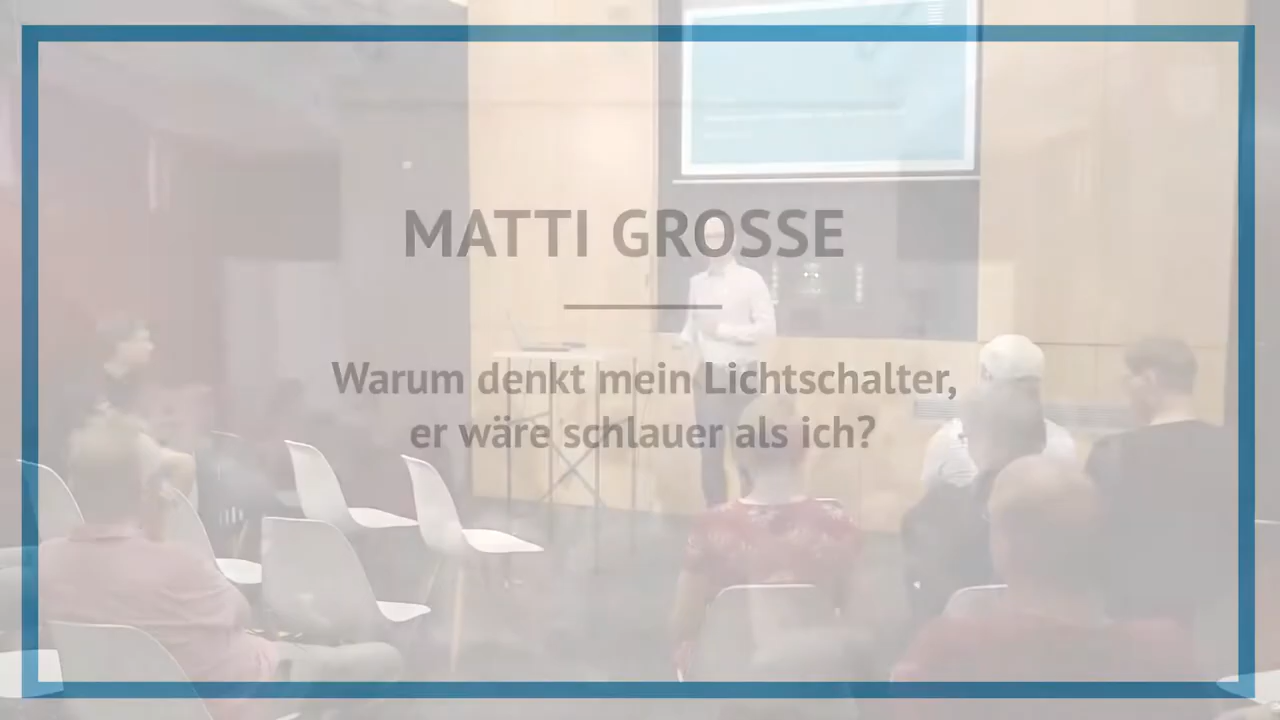 MATTI GROSSE
Warum denkt mein Lichtschalter,
er wäre schlauer als ich?